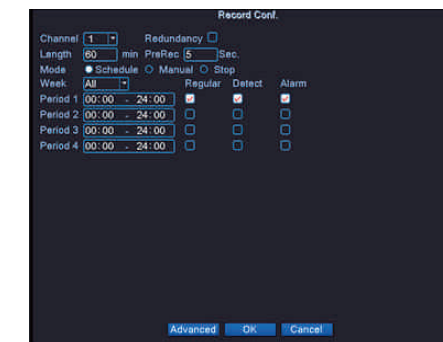 Record Conf.
Channel 1 Redundancy
Length 60 min PreRec 5 Sec.
Mode Schedule Manual Stop
Week All Regular Detect Alarm
Period 1 00:00 - 24:00
Period 2 00:00 - 24:00
Period 3 00:00 - 24:00
Period 4 00:00 - 24:00
Advanced OK Cancel